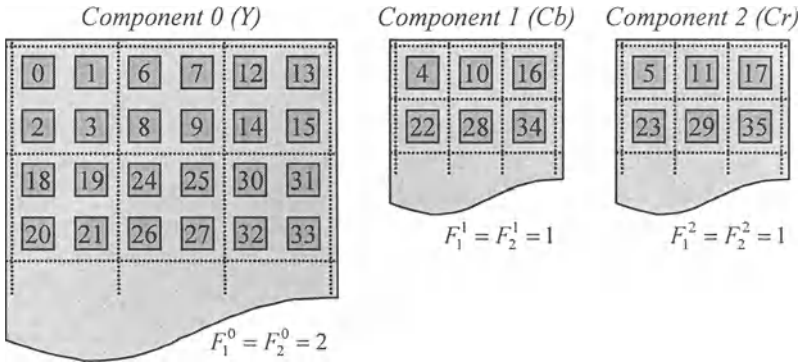 Component 0 (Y)
0 1 6 7 12 13
2 3 8 9 14 15
18 19 24 25 30 31
20 21 26 27 32 33
F₁⁰ = F₂⁰ = 2
Component 1 (Cb)
4 10 16
22 28 34
F₁¹ = F₂¹ = 1
Component 2 (Cr)
5 11 17
23 29 35
F₁² = F₂² = 1